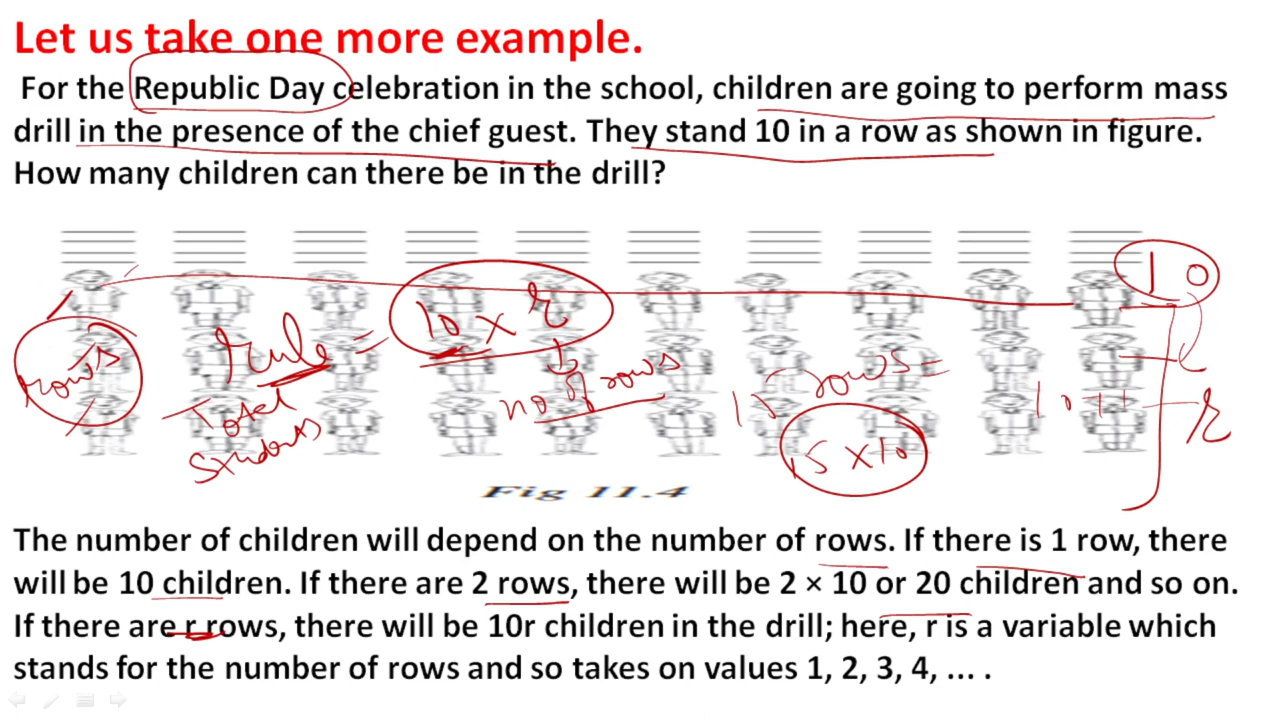 Let us take one more example.
For the Republic Day celebration in the school, children are going to perform mass
drill in the presence of the chief guest. They stand 10 in a row as shown in figure.
How many children can there be in the drill?
10
rows
rule = 10 × r
Total
students
no of rows
15 rows =
15 × 10
r
Fig 11.4
The number of children will depend on the number of rows. If there is 1 row, there
will be 10 children. If there are 2 rows, there will be 2 × 10 or 20 children and so on.
If there are r rows, there will be 10r children in the drill; here, r is a variable which
stands for the number of rows and so takes on values 1, 2, 3, 4, ... .